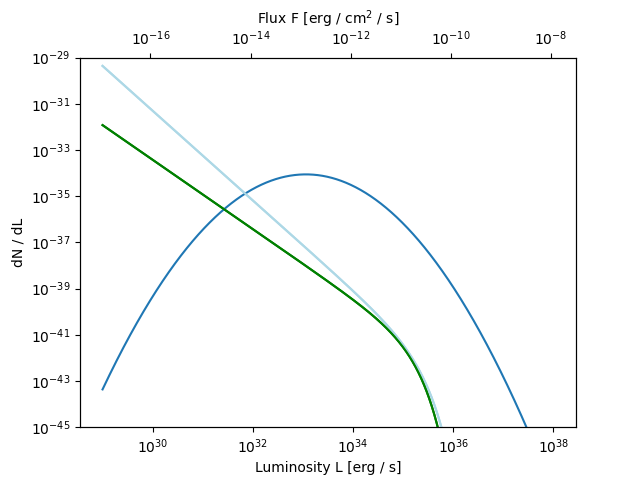 Flux F [erg / cm² / s]
10⁻¹⁶ 10⁻¹⁴ 10⁻¹² 10⁻¹⁰ 10⁻⁸
10⁻²⁹
10⁻³¹
10⁻³³
10⁻³⁵
10⁻³⁷
10⁻³⁹
10⁻⁴¹
10⁻⁴³
10⁻⁴⁵
dN / dL
10³⁰ 10³² 10³⁴ 10³⁶ 10³⁸
Luminosity L [erg / s]